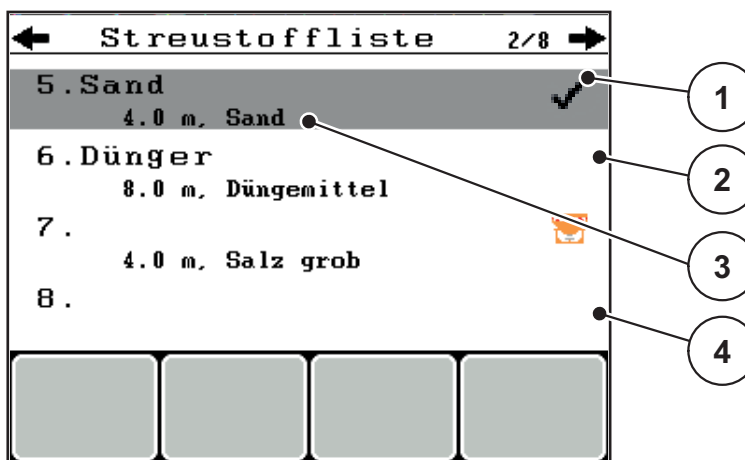 Streustoffliste 2/8
5.Sand
4.0 m, Sand
6.Dünger
8.0 m, Düngemittel
7.
4.0 m, Salz grob
8.
1
2
3
4